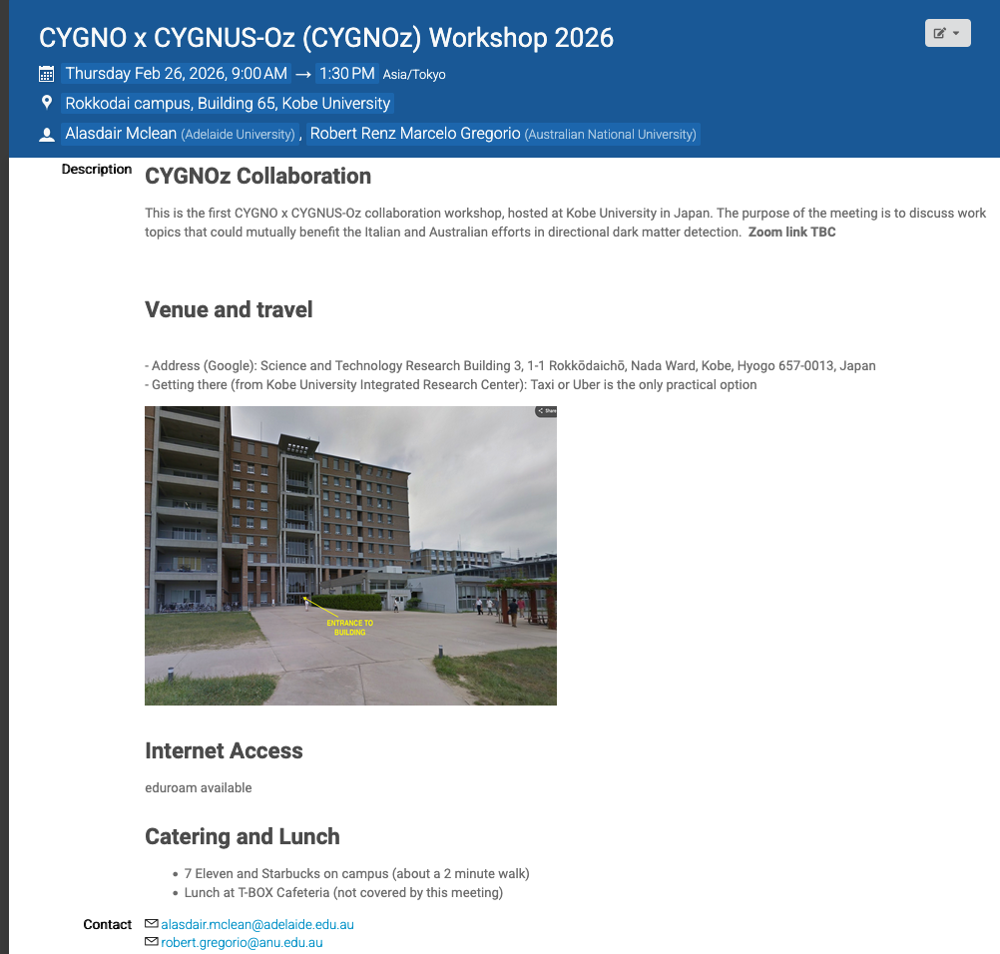 CYGNO x CYGNUS-Oz (CYGNOz) Workshop 2026
Thursday Feb 26, 2026, 9:00 AM → 1:30 PM Asia/Tokyo
Rokkodai campus, Building 65, Kobe University
Alasdair Mclean (Adelaide University) , Robert Renz Marcelo Gregorio (Australian National University)
Description
CYGNOz Collaboration
This is the first CYGNO x CYGNUS-Oz collaboration workshop, hosted at Kobe University in Japan. The purpose of the meeting is to discuss work
topics that could mutually benefit the Italian and Australian efforts in directional dark matter detection. Zoom link TBC
Venue and travel
- Address (Google): Science and Technology Research Building 3, 1-1 Rokkōdaichō, Nada Ward, Kobe, Hyogo 657-0013, Japan
- Getting there (from Kobe University Integrated Research Center): Taxi or Uber is the only practical option
Share
ENTRANCE TO
BUILDING
Internet Access
eduroam available
Catering and Lunch
• 7 Eleven and Starbucks on campus (about a 2 minute walk)
• Lunch at T-BOX Cafeteria (not covered by this meeting)
Contact
alasdair.mclean@adelaide.edu.au
robert.gregorio@anu.edu.au